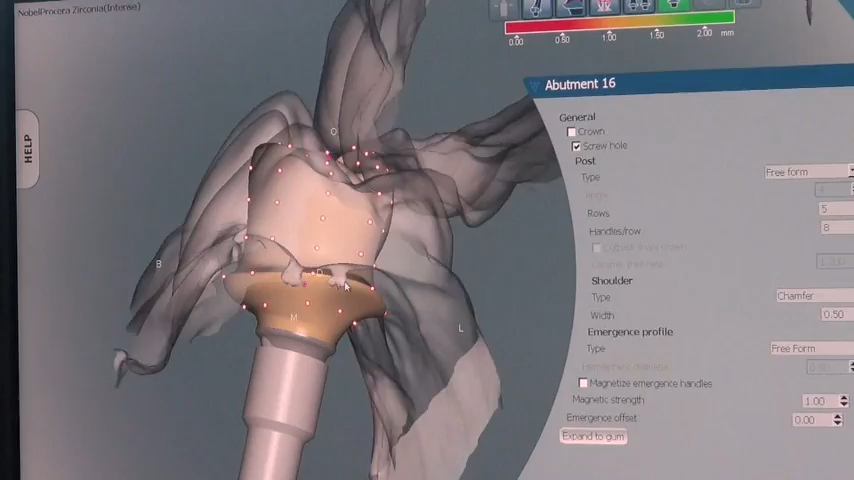 NobelProcera Zirconia(Intense)
0.00 0.50 1.00 1.50 2.00 mm
HELP
Abutment 16
General
Crown
Screw hole
Post
Type Free form
Rows 5
Handles/row 8
Shoulder
Type Chamfer
Width 0.50
Emergence profile
Type Free Form
Magnetize emergence handles
Magnetic strength 1.00
Emergence offset 0.00
Expand to gum
O
B
D
M
L